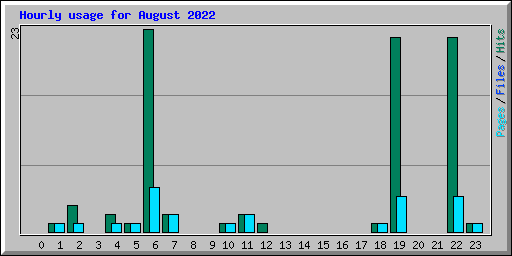 Hourly usage for August 2022
23
Pages/Files/Hits
0 1 2 3 4 5 6 7 8 9 10 11 12 13 14 15 16 17 18 19 20 21 22 23